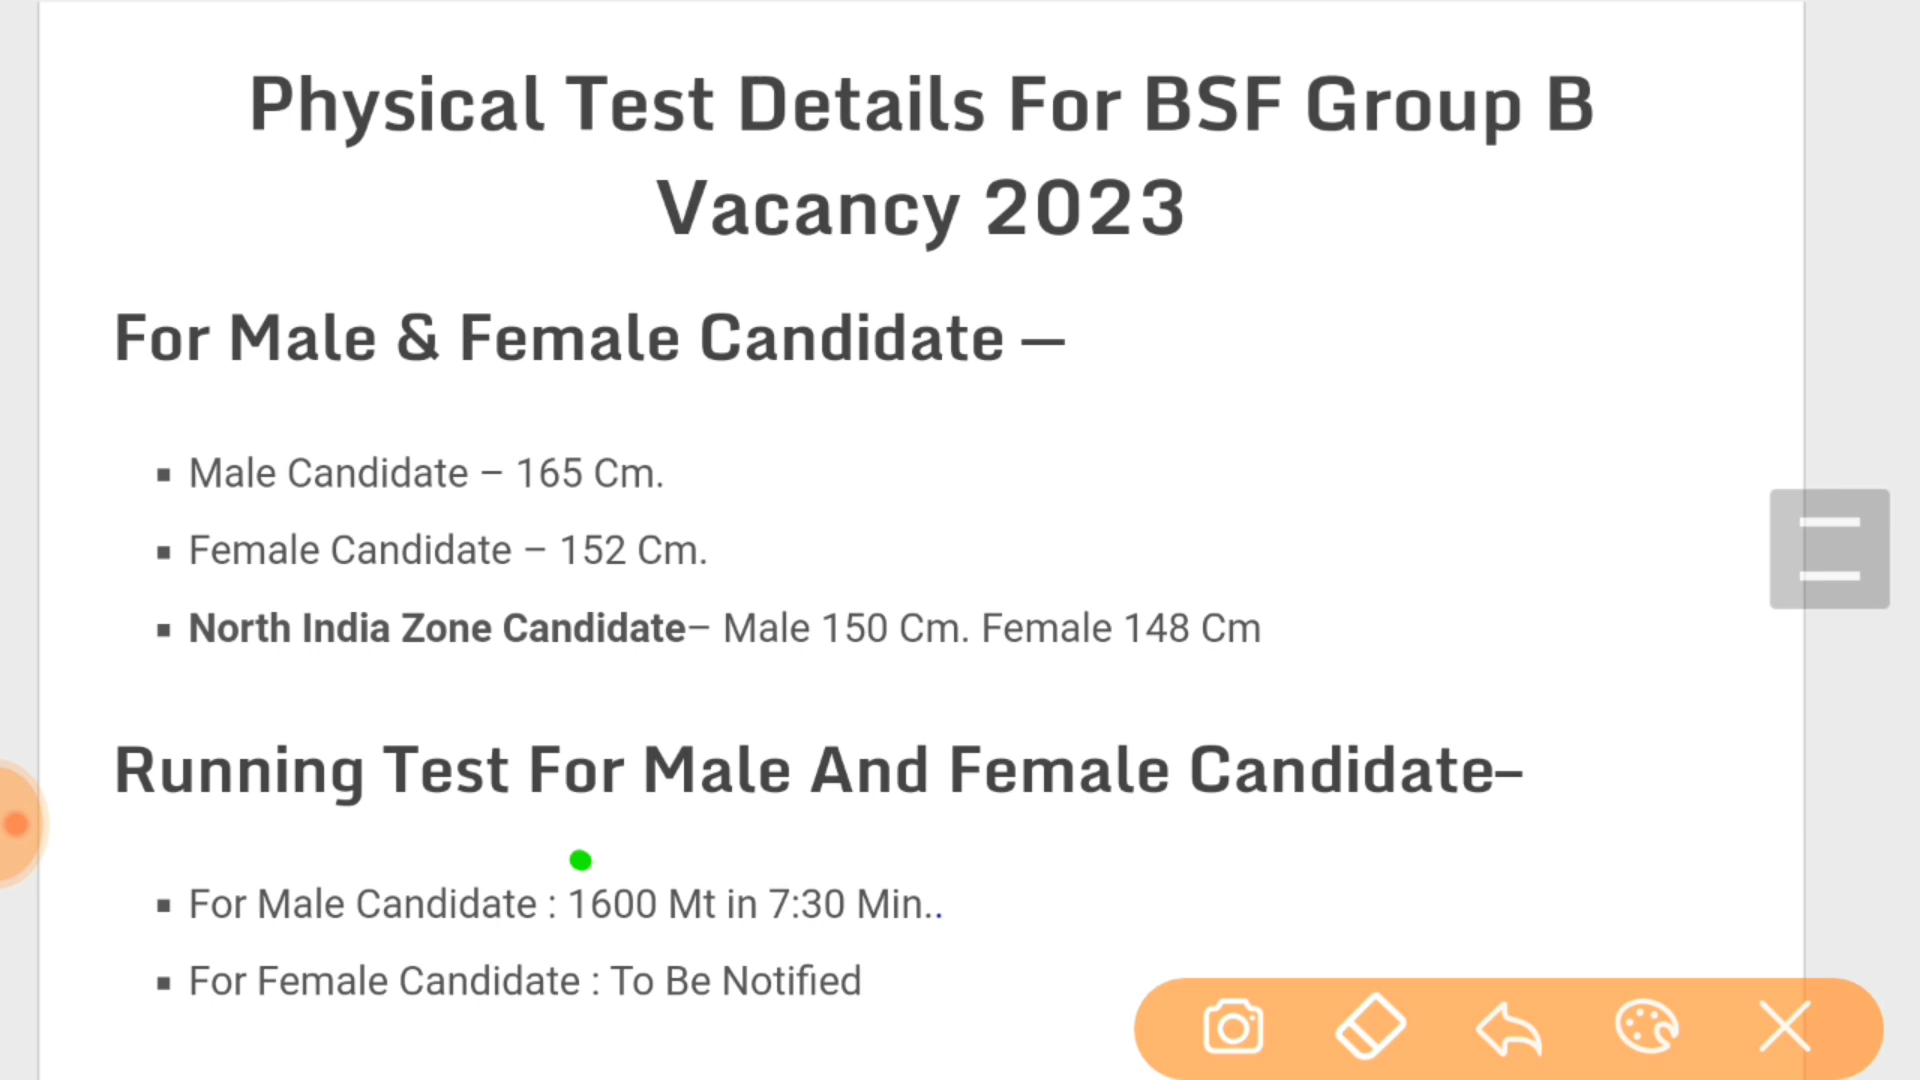 Physical Test Details For BSF Group B
Vacancy 2023
For Male & Female Candidate —
▪ Male Candidate – 165 Cm.
▪ Female Candidate – 152 Cm.
▪ North India Zone Candidate– Male 150 Cm. Female 148 Cm
Running Test For Male And Female Candidate–
▪ For Male Candidate : 1600 Mt in 7:30 Min..
▪ For Female Candidate : To Be Notified